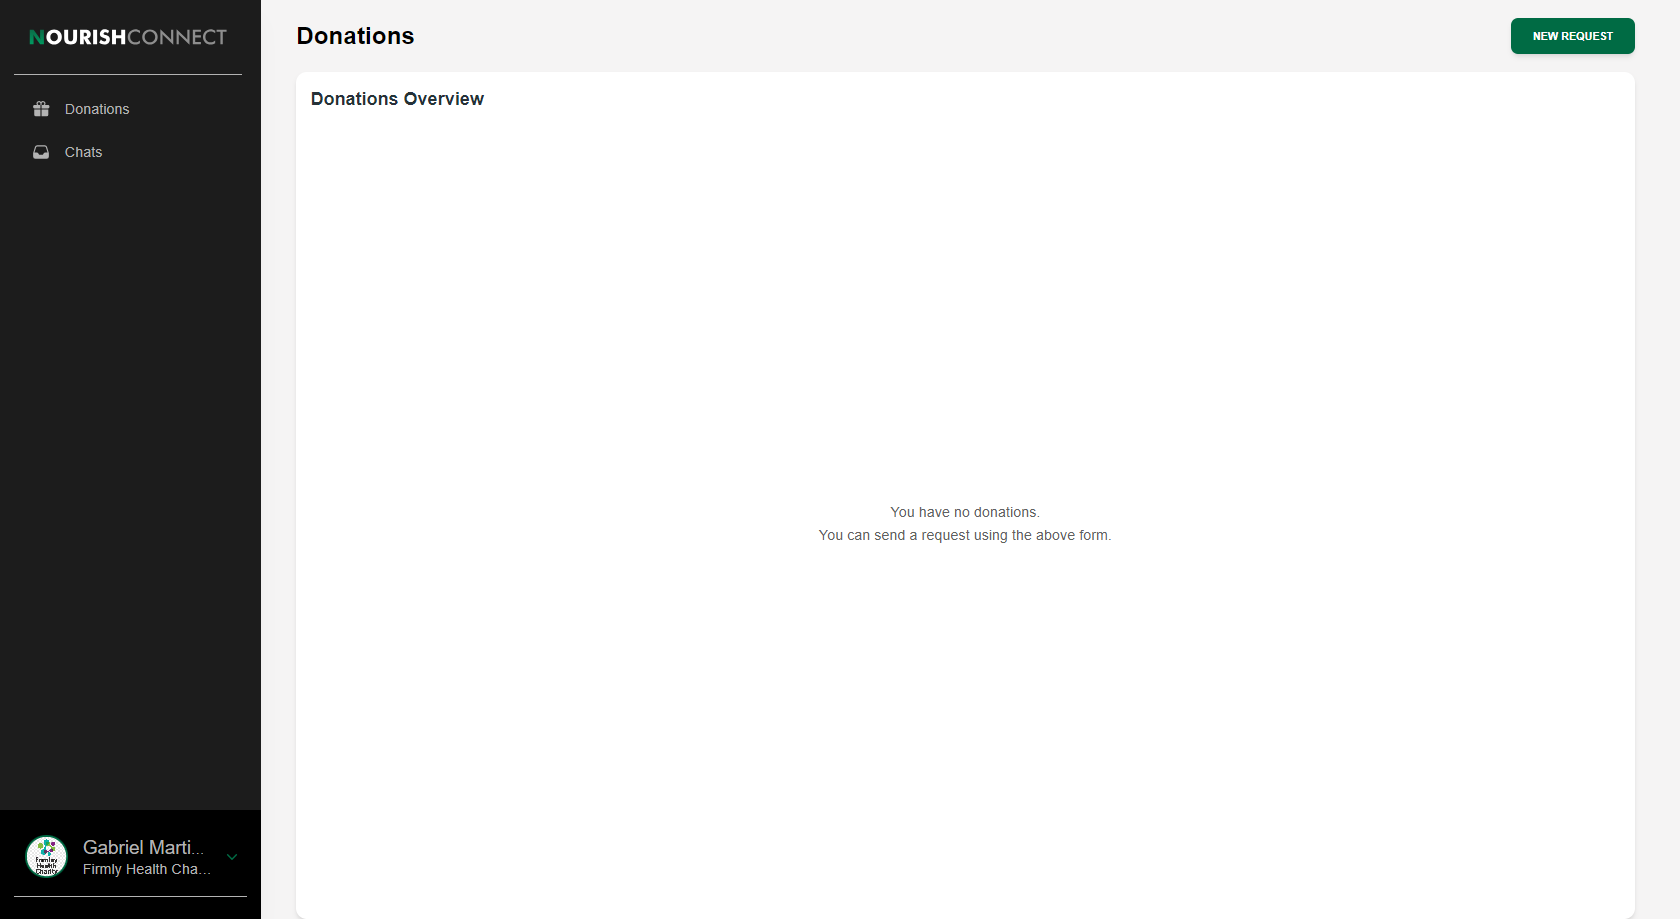 NOURISHCONNECT
Donations
Chats
Donations
NEW REQUEST
Donations Overview
You have no donations.
You can send a request using the above form.
Frimley
Health
Charity
Gabriel Marti...
Firmly Health Cha...